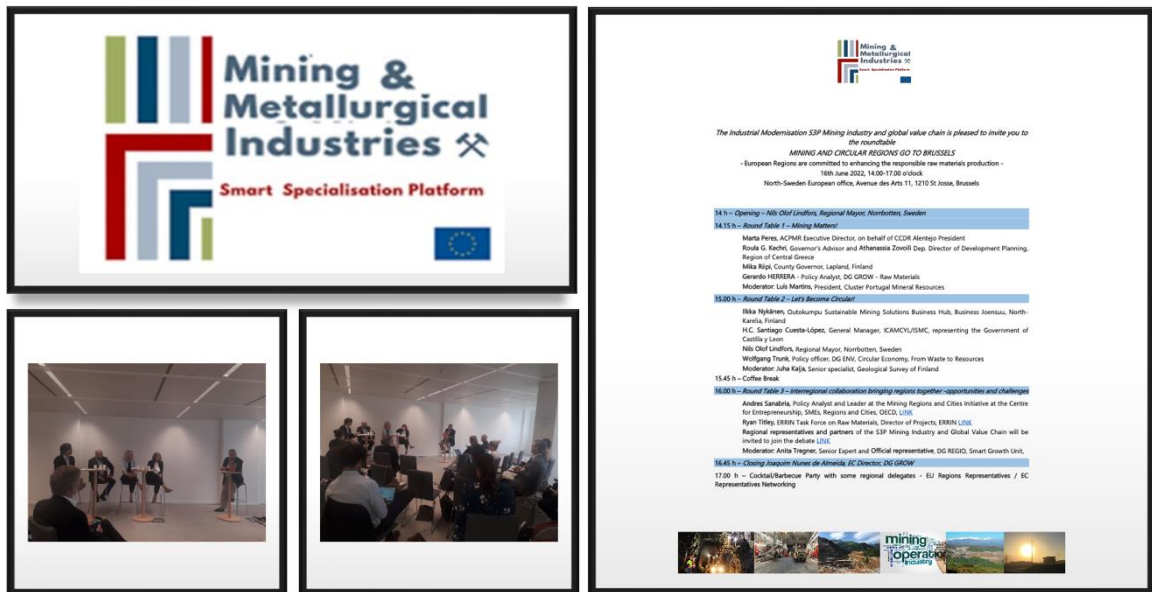 Mining &
Metallurgical
Industries
Smart Specialisation Platform
Mining &
Metallurgical
Industries
Smart Specialisation Platform
The Industrial Modernisation S3P Mining industry and global value chain is pleased to invite you to
the roundtable
MINING AND CIRCULAR REGIONS GO TO BRUSSELS
- European Regions are committed to enhancing the responsible raw materials production -
16th June 2022, 14.00-17.00 o'clock
North-Sweden European office, Avenue des Arts 11, 1210 St Josse, Brussels
14 h – Opening – Nils Olof Lindfors, Regional Mayor, Norrbotten, Sweden
14.15 h – Round Table 1 – Mining Matters!
Marta Peres, ACPMR Executive Director, on behalf of CCDR Alentejo President
Roula G. Kechri, Governor's Advisor and Athanassia Zovoili Dep. Director of Development Planning,
Region of Central Greece
Mika Riipi, County Governor, Lapland, Finland
Gerardo HERRERA - Policy Analyst, DG GROW - Raw Materials
Moderator: Luís Martins, President, Cluster Portugal Mineral Resources
15.00 h – Round Table 2 – Let's Become Circular!
Ilkka Nykänen, Outokumpu Sustainable Mining Solutions Business Hub, Business Joensuu, North-
Karelia, Finland
H.C. Santiago Cuesta-López, General Manager, ICAMCYL/ISMC, representing the Government of
Castilla y Leon
Nils Olof Lindfors, Regional Mayor, Norrbotten, Sweden
Wolfgang Trunk, Policy officer, DG ENV, Circular Economy, From Waste to Resources
Moderator: Juha Kaija, Senior specialist, Geological Survey of Finland
15.45 h – Coffee Break
16.00 h – Round Table 3 – Interregional collaboration bringing regions together -opportunities and challenges
Andres Sanabria, Policy Analyst and Leader at the Mining Regions and Cities Initiative at the Centre
for Entrepreneurship, SMEs, Regions and Cities, OECD, LINK
Ryan Titley, ERRIN Task Force on Raw Materials, Director of Projects, ERRIN LINK
Regional representatives and partners of the S3P Mining Industry and Global Value Chain will be
invited to join the debate LINK
Moderator: Anita Tregner, Senior Expert and Official representative, DG REGIO, Smart Growth Unit,
16.45 h – Closing Joaquim Nunes de Almeida, EC Director, DG GROW
17.00 h – Cocktail/Barbecue Party with some regional delegates - EU Regions Representatives / EC
Representatives Networking
mining
operation
industry